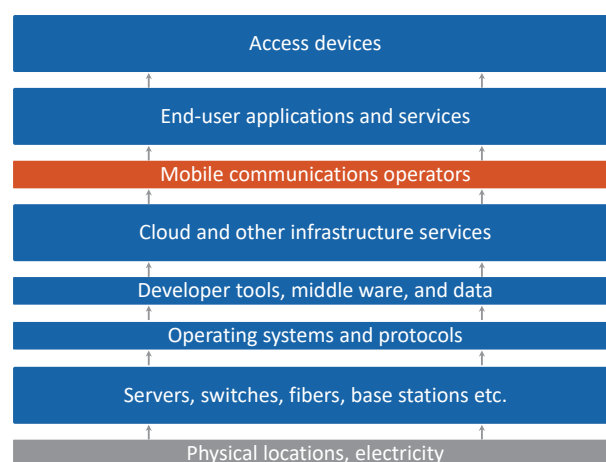 Access devices
End-user applications and services
Mobile communications operators
Cloud and other infrastructure services
Developer tools, middle ware, and data
Operating systems and protocols
Servers, switches, fibers, base stations etc.
Physical locations, electricity